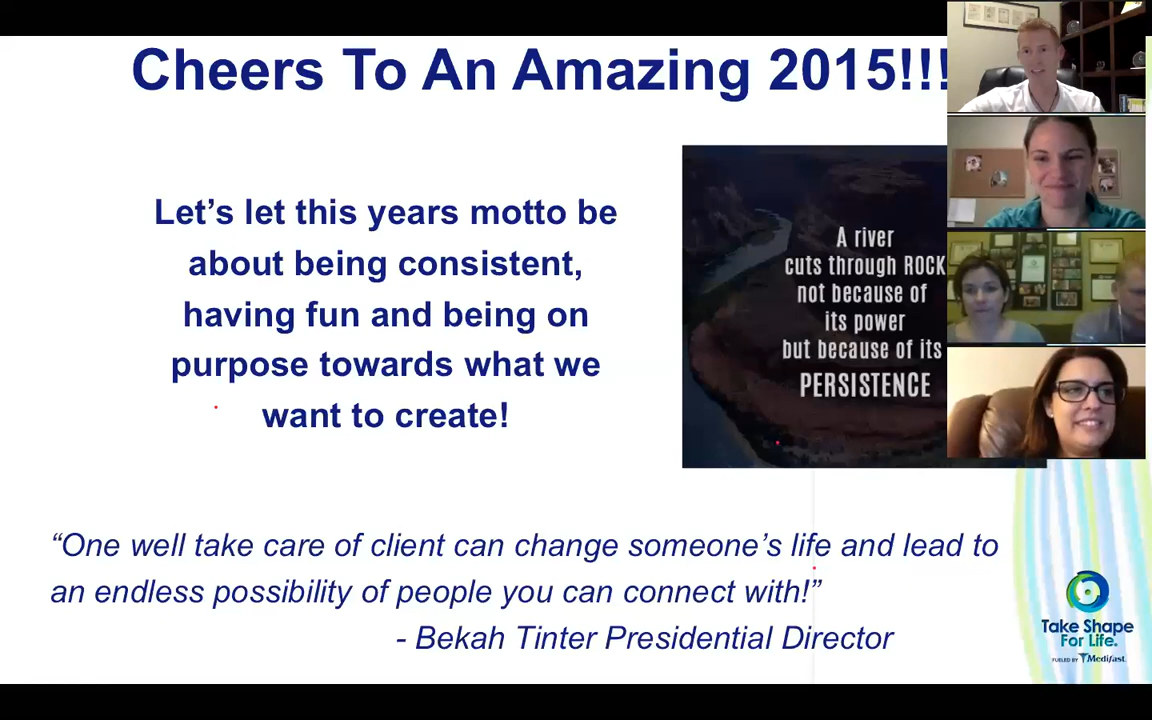 Cheers To An Amazing 2015!!!
Let’s let this years motto be
about being consistent,
having fun and being on
purpose towards what we
want to create!
A river
cuts through ROCK
not because of
its power
but because of its
PERSISTENCE
“One well take care of client can change someone’s life and lead to
an endless possibility of people you can connect with!”
- Bekah Tinter Presidential Director
Take Shape
For Life.
FUELED BY Medifast